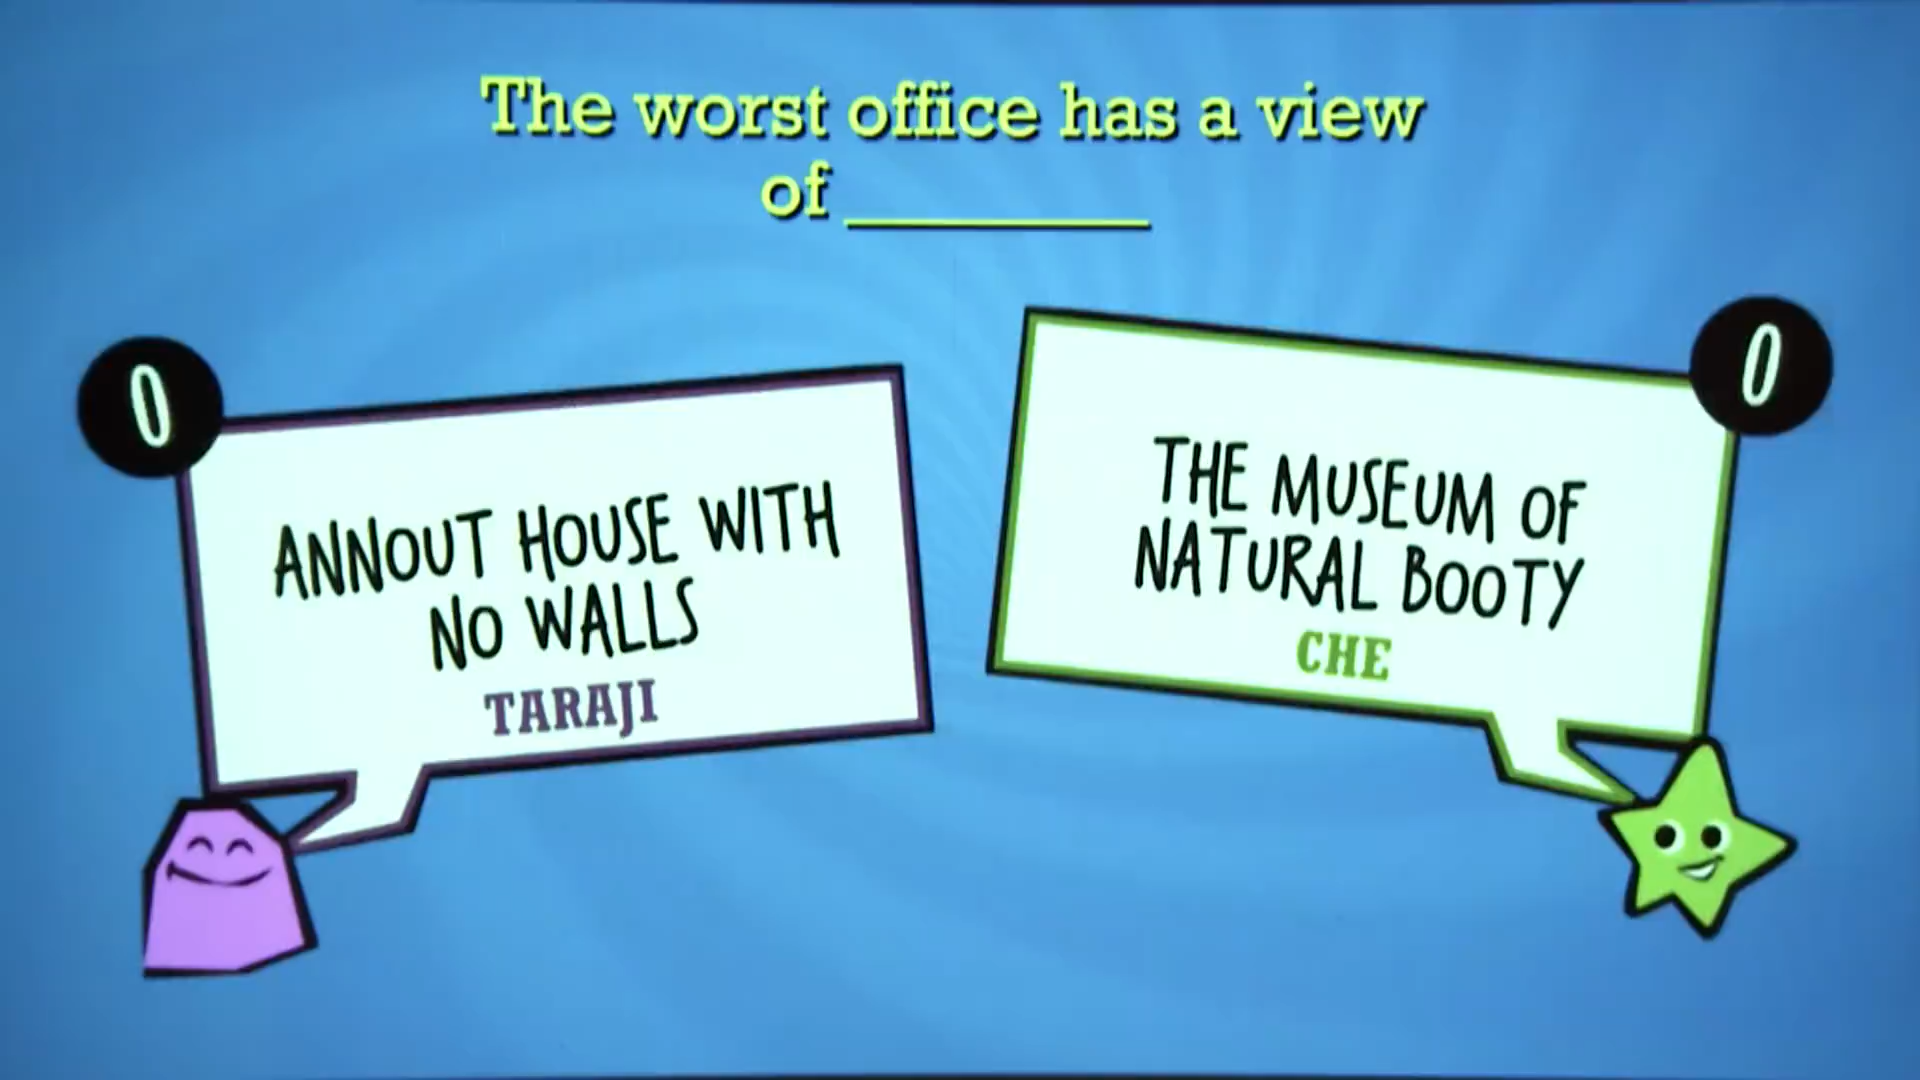 The worst office has a view
of __________
0
ANNOUT HOUSE WITH
NO WALLS
TARAJI
0
THE MUSEUM OF
NATURAL BOOTY
CHE